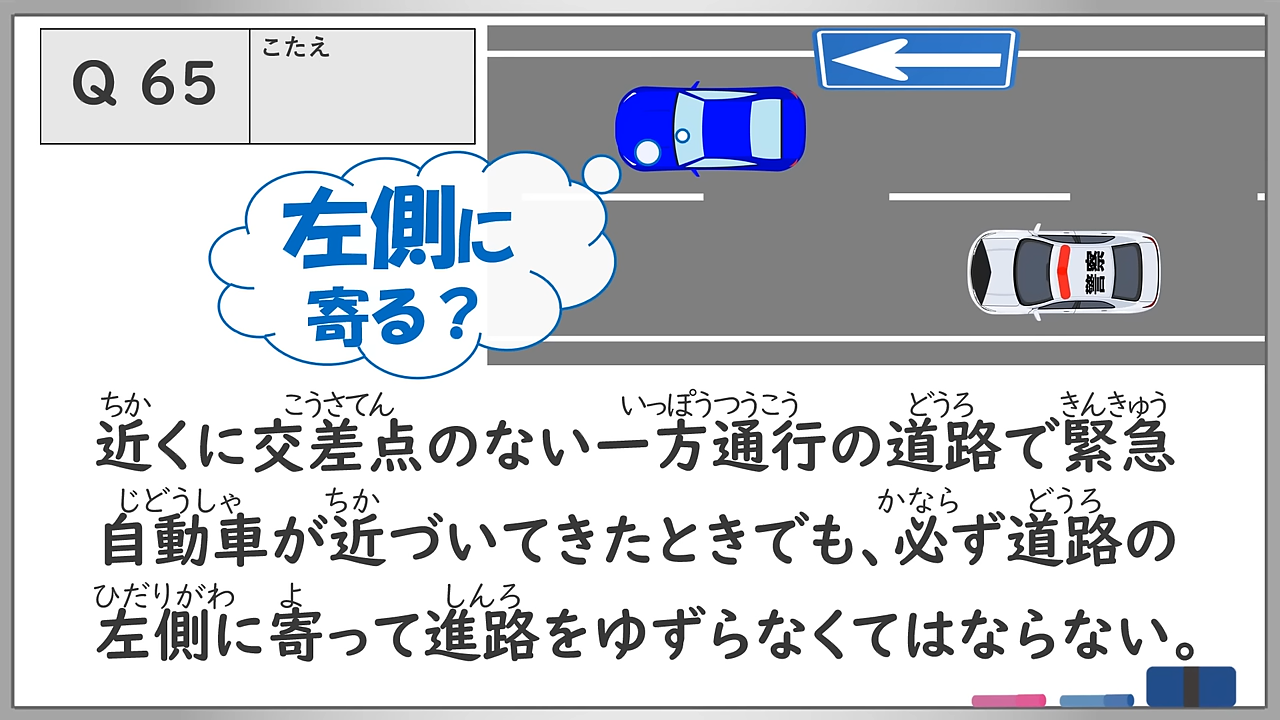 Q 65
こたえ
左側に
寄る？
警察
ちか こうさてん いっぽうつうこう どうろ きんきゅう
近くに交差点のない一方通行の道路で緊急
じどうしゃ ちか かなら どうろ
自動車が近づいてきたときでも、必ず道路の
ひだりがわ よ しんろ
左側に寄って進路をゆずらなくてはならない。